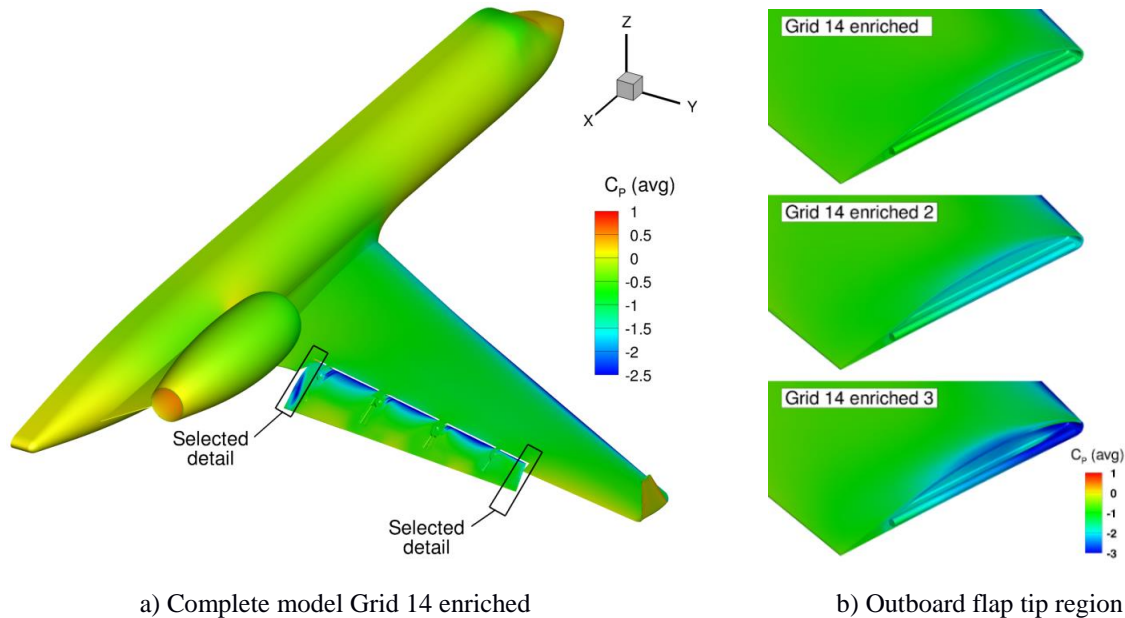 Z
X
Y
C_P (avg)
1
0.5
0
-0.5
-1
-1.5
-2
-2.5
Selected
detail
Selected
detail
a) Complete model Grid 14 enriched
Grid 14 enriched
Grid 14 enriched 2
Grid 14 enriched 3
C_P (avg)
1
0
-1
-2
-3
b) Outboard flap tip region